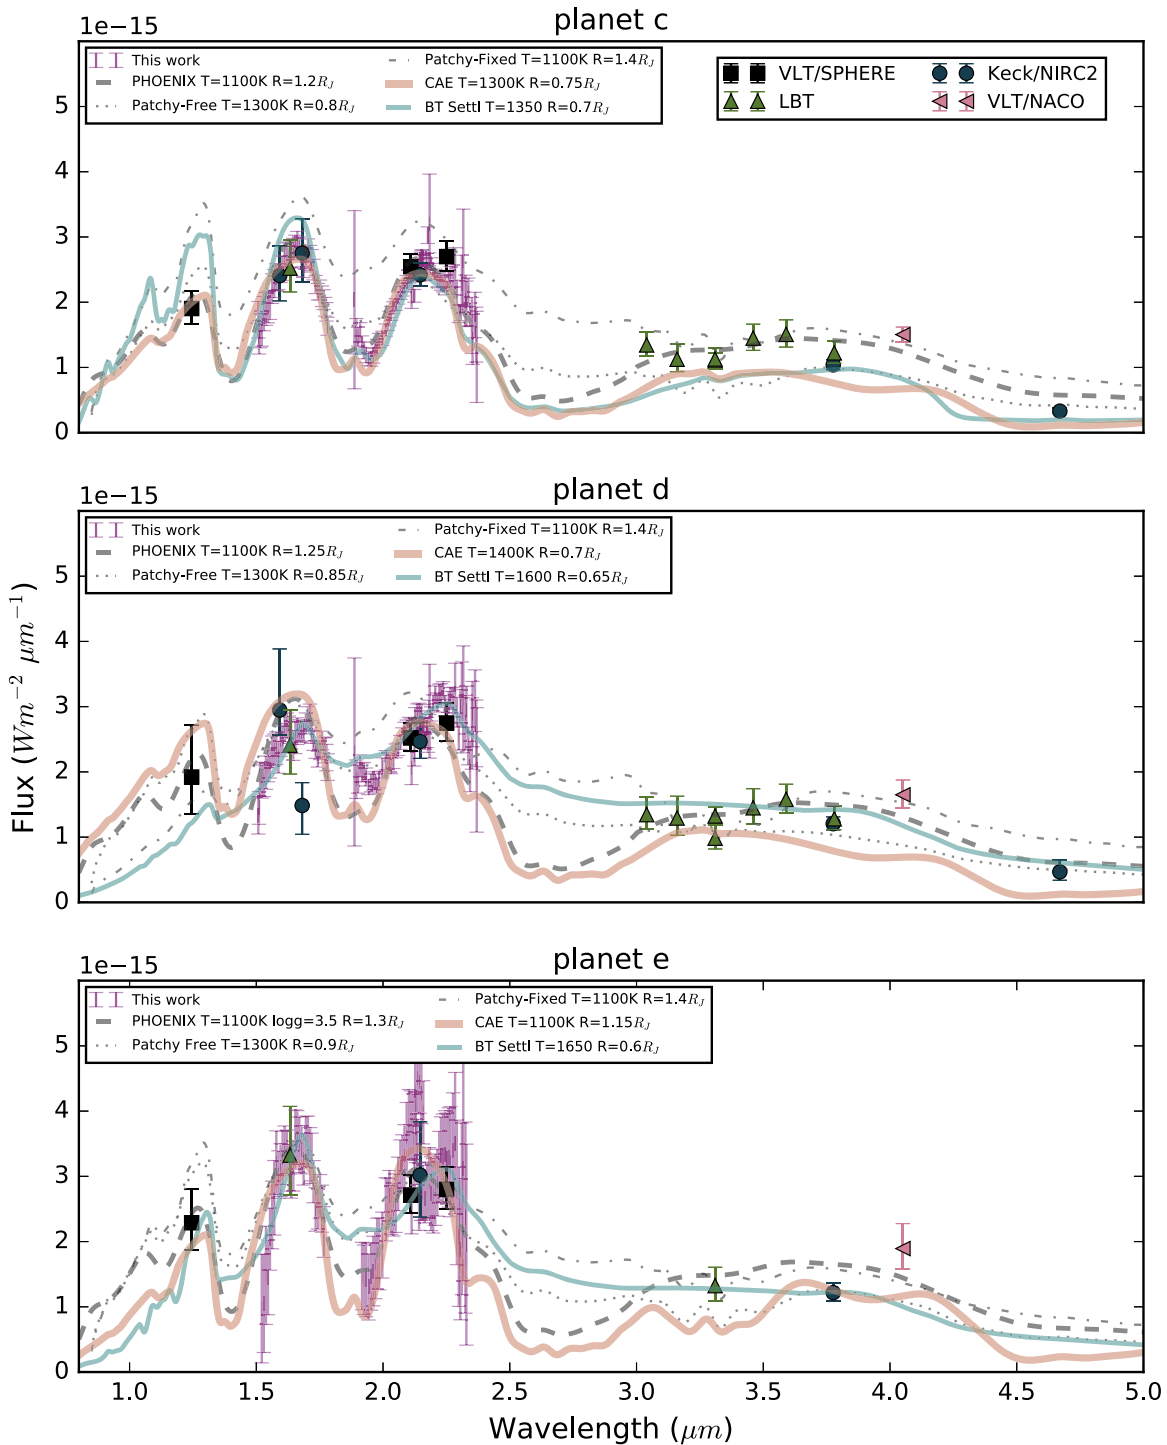 planet c
1e−15
This work
PHOENIX T=1100K R=1.2R_J
Patchy-Free T=1300K R=0.8R_J
Patchy-Fixed T=1100K R=1.4R_J
CAE T=1300K R=0.75R_J
BT Settl T=1350 R=0.7R_J
VLT/SPHERE
LBT
Keck/NIRC2
VLT/NACO
5
4
3
2
1
0
planet d
1e−15
This work
PHOENIX T=1100K R=1.25R_J
Patchy-Free T=1300K R=0.85R_J
Patchy-Fixed T=1100K R=1.4R_J
CAE T=1400K R=0.7R_J
BT Settl T=1600 R=0.65R_J
5
4
3
2
1
0
Flux (Wm⁻² μm⁻¹)
planet e
1e−15
This work
PHOENIX T=1100K logg=3.5 R=1.3R_J
Patchy Free T=1300K R=0.9R_J
Patchy-Fixed T=1100K R=1.4R_J
CAE T=1100K R=1.15R_J
BT Settl T=1650 R=0.6R_J
5
4
3
2
1
0
1.0 1.5 2.0 2.5 3.0 3.5 4.0 4.5 5.0
Wavelength (μm)